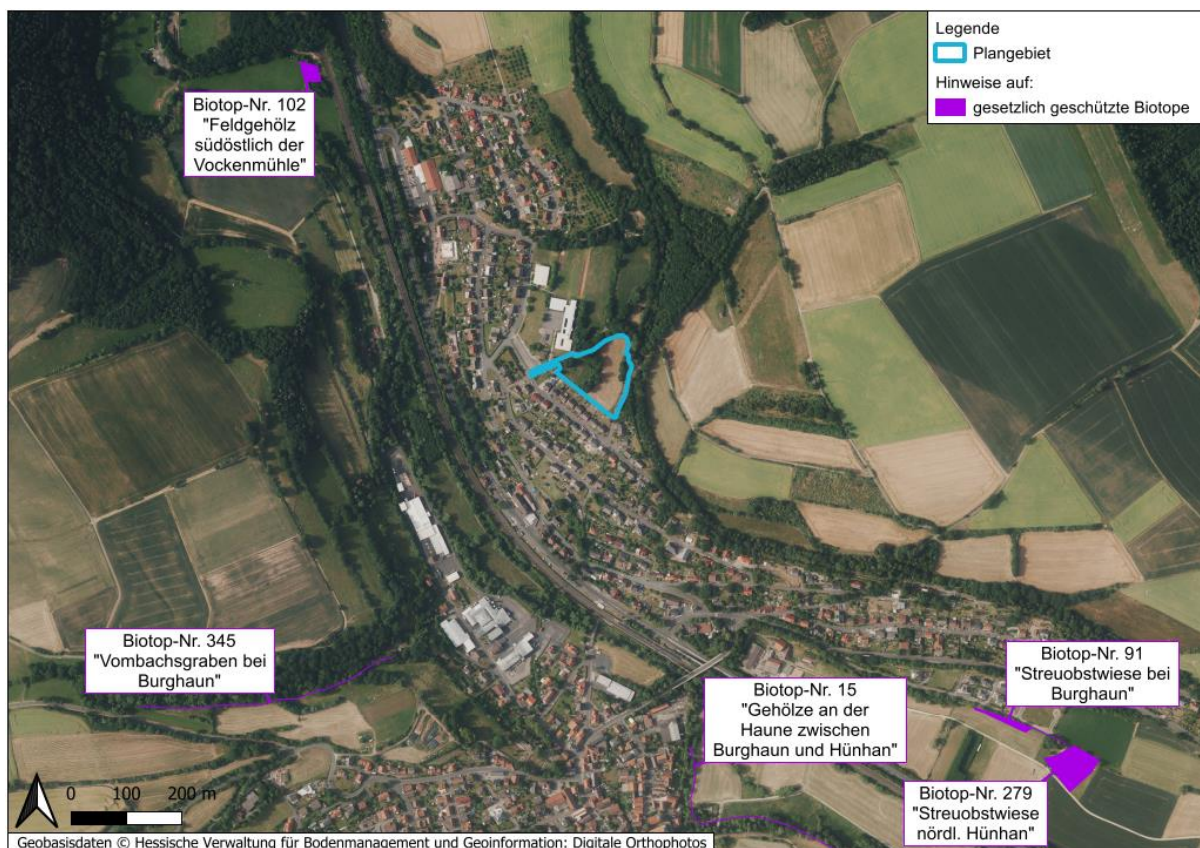 Legende
Plangebiet
Hinweise auf:
gesetzlich geschützte Biotope
Biotop-Nr. 102
"Feldgehölz
südöstlich der
Vockenmühle"
Biotop-Nr. 345
"Vombachsgraben bei
Burghaun"
Biotop-Nr. 15
"Gehölze an der
Haune zwischen
Burghaun und Hünhan"
Biotop-Nr. 91
"Streuobstwiese bei
Burghaun"
Biotop-Nr. 279
"Streuobstwiese
nördl. Hünhan"
0 100 200 m
Geobasisdaten © Hessische Verwaltung für Bodenmanagement und Geoinformation: Digitale Orthophotos